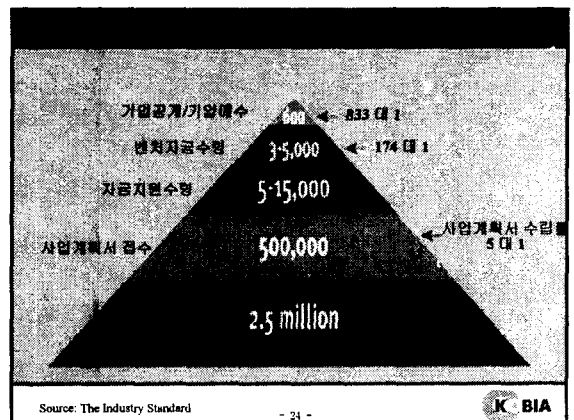 기업공개/기업매수
600
833 대 1
벤처자금수령
3-5,000
174 대 1
자금지원수령
5-15,000
사업계획서 접수
500,000
사업계획서 수립률
5 대 1
2.5 million
Source: The Industry Standard
- 24 -
K BIA